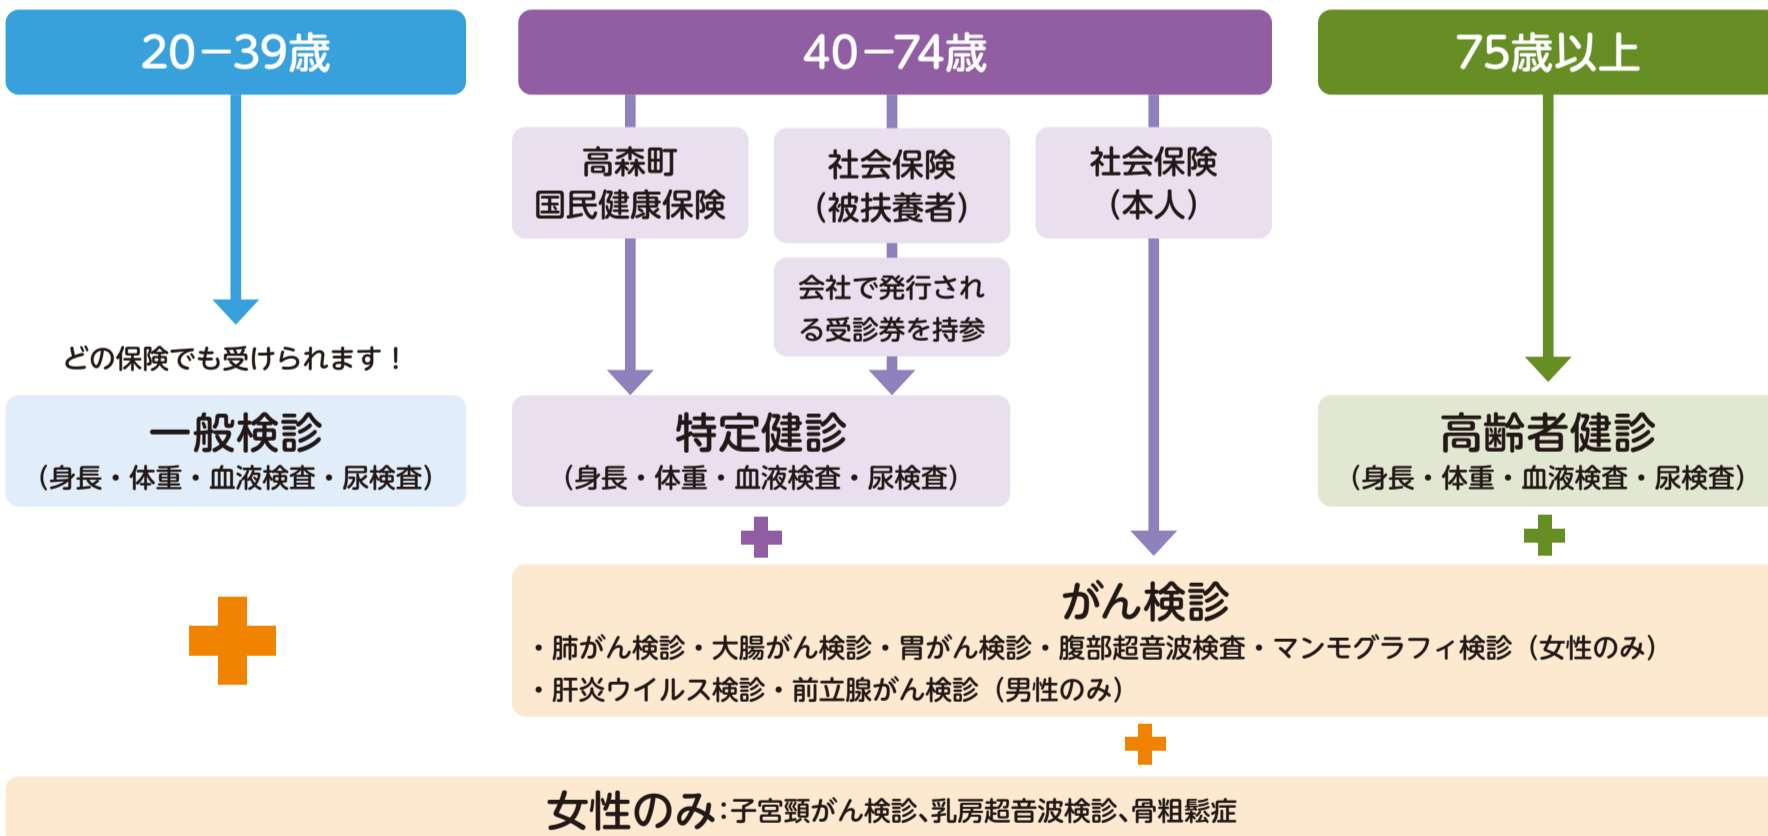 20－39歳
40－74歳
75歳以上
高森町
国民健康保険
社会保険
（被扶養者）
社会保険
（本人）
会社で発行され
る受診券を持参
どの保険でも受けられます！
一般検診
（身長・体重・血液検査・尿検査）
特定健診
（身長・体重・血液検査・尿検査）
高齢者健診
（身長・体重・血液検査・尿検査）
がん検診
・肺がん検診・大腸がん検診・胃がん検診・腹部超音波検査・マンモグラフィ検診（女性のみ）
・肝炎ウイルス検診・前立腺がん検診（男性のみ）
女性のみ：子宮頸がん検診、乳房超音波検診、骨粗鬆症